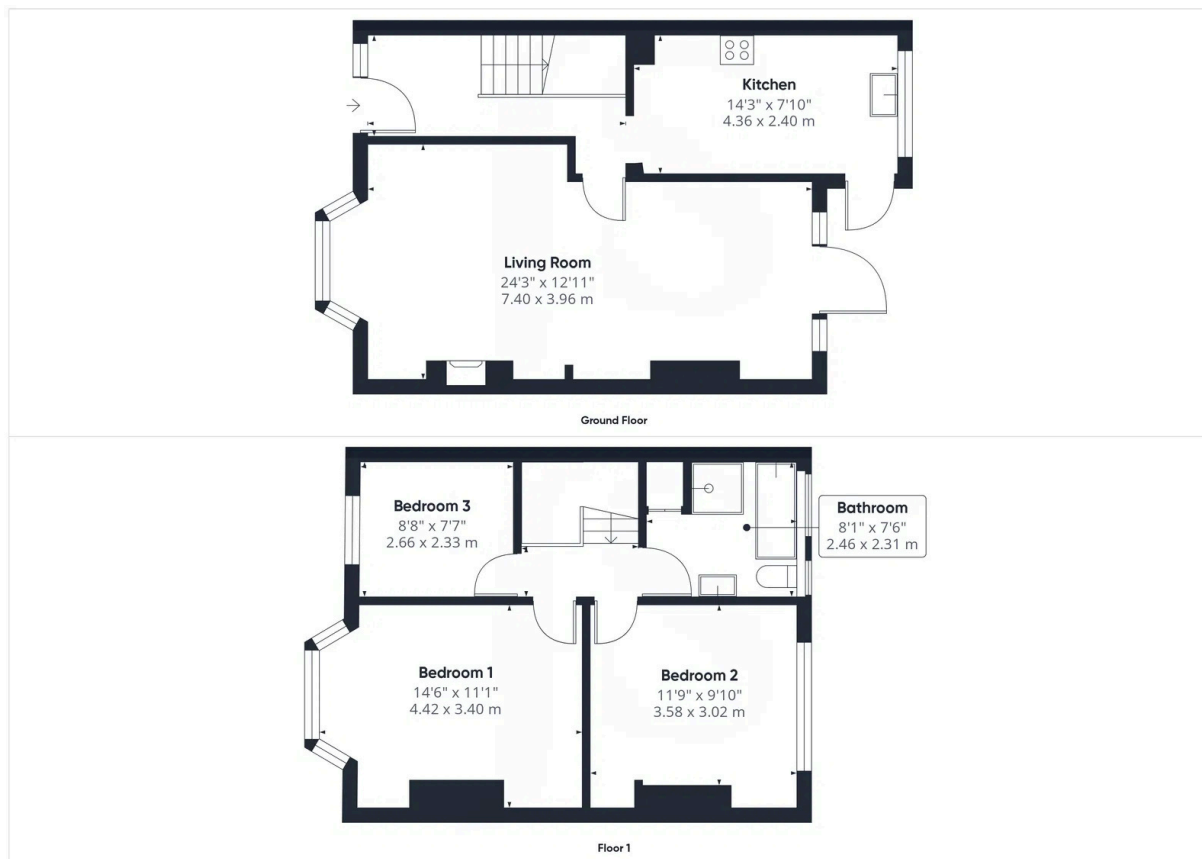 Kitchen
14'3" x 7'10"
4.36 x 2.40 m
Living Room
24'3" x 12'11"
7.40 x 3.96 m
Ground Floor
Bedroom 3
8'8" x 7'7"
2.66 x 2.33 m
Bathroom
8'1" x 7'6"
2.46 x 2.31 m
Bedroom 1
14'6" x 11'1"
4.42 x 3.40 m
Bedroom 2
11'9" x 9'10"
3.58 x 3.02 m
Floor 1